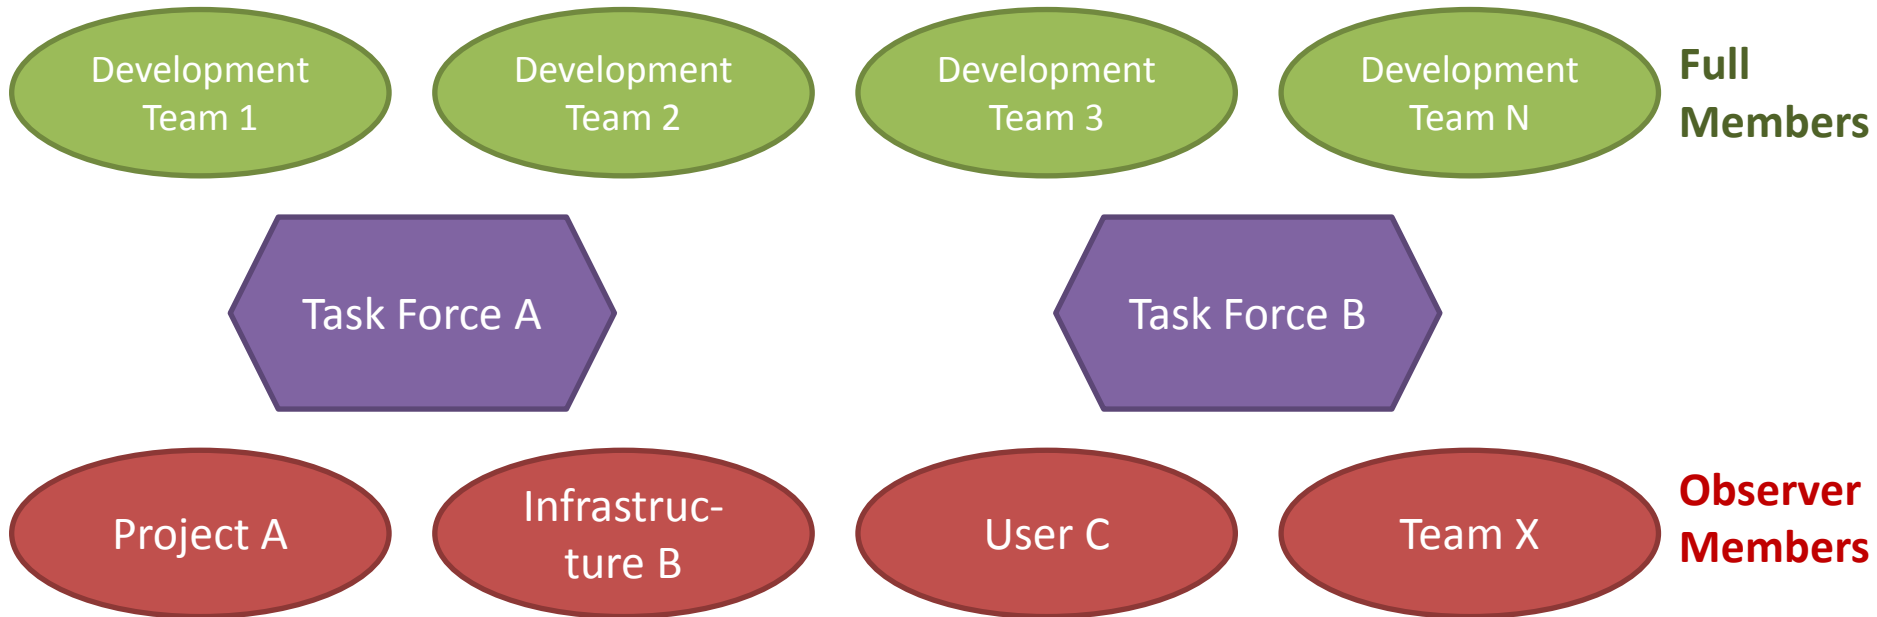 Development
Team 1
Development
Team 2
Development
Team 3
Development
Team N
Full
Members
Task Force A
Task Force B
Project A
Infrastruc-
ture B
User C
Team X
Observer
Members